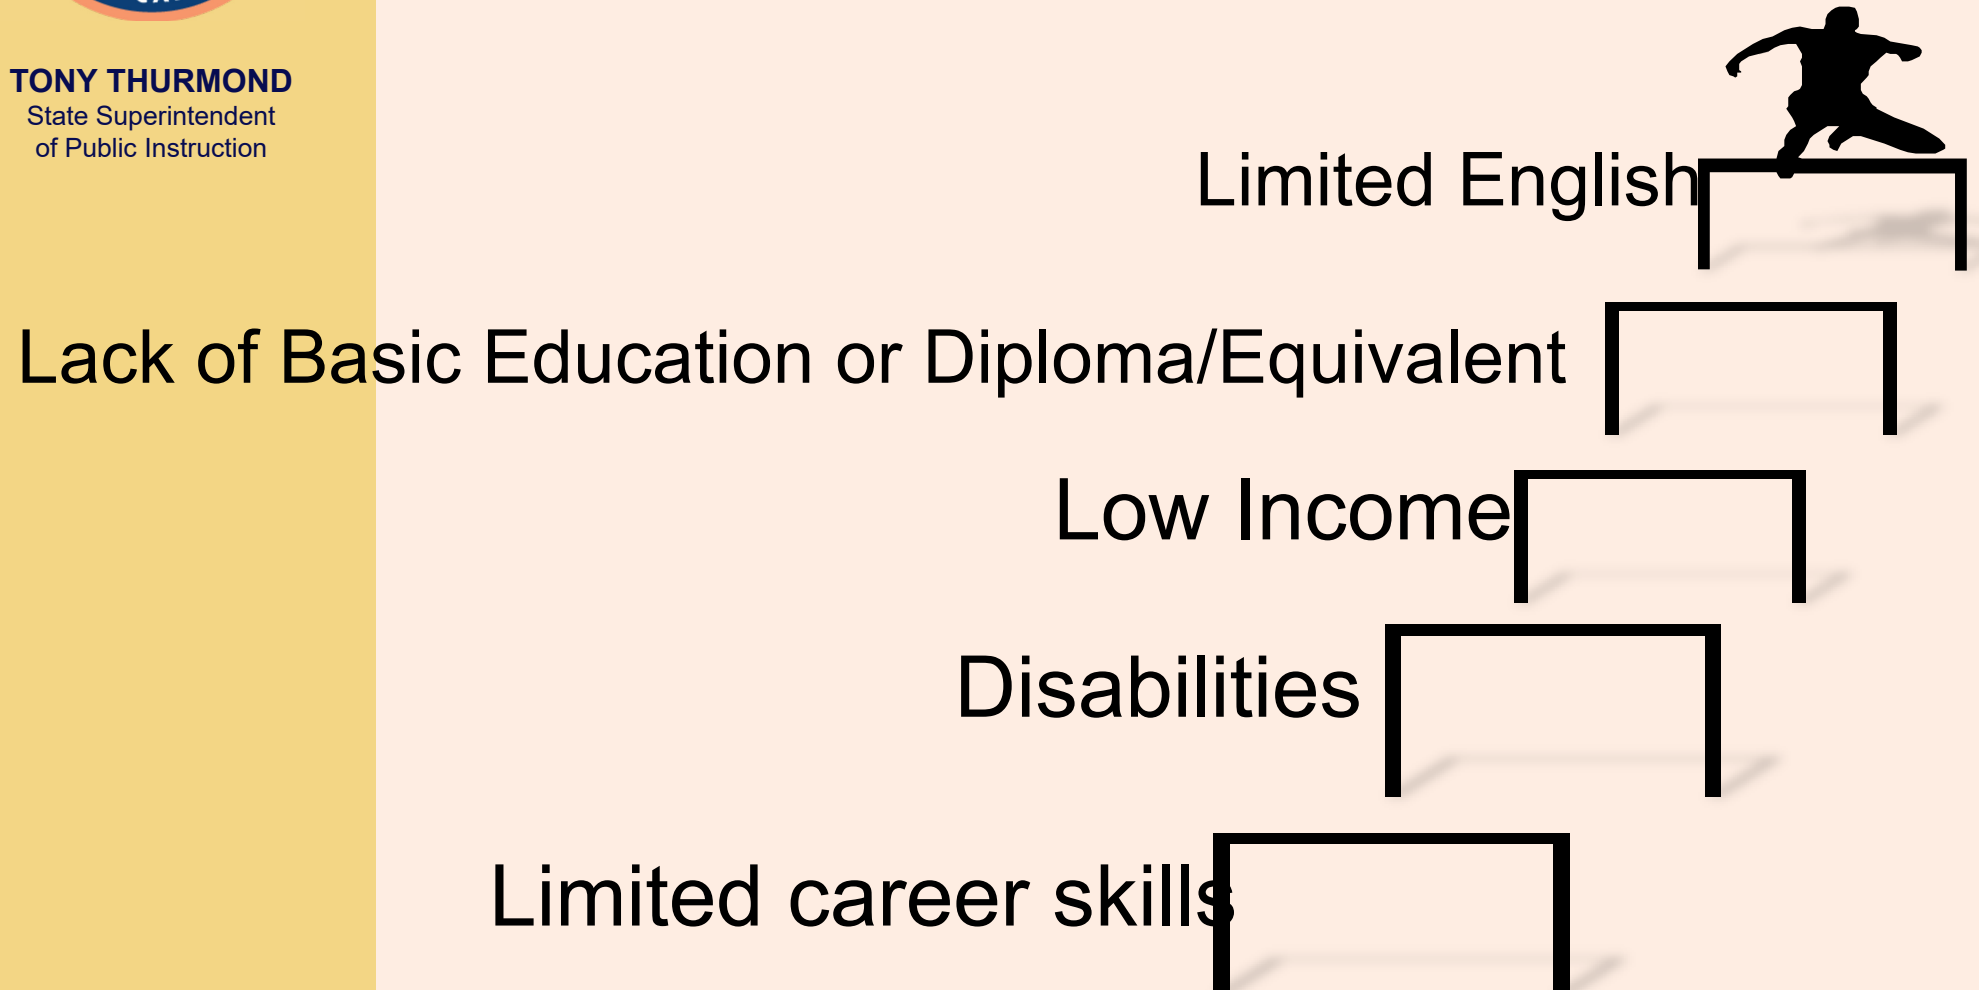 TONY THURMOND
State Superintendent
of Public Instruction
Limited English
Lack of Basic Education or Diploma/Equivalent
Low Income
Disabilities
Limited career skills